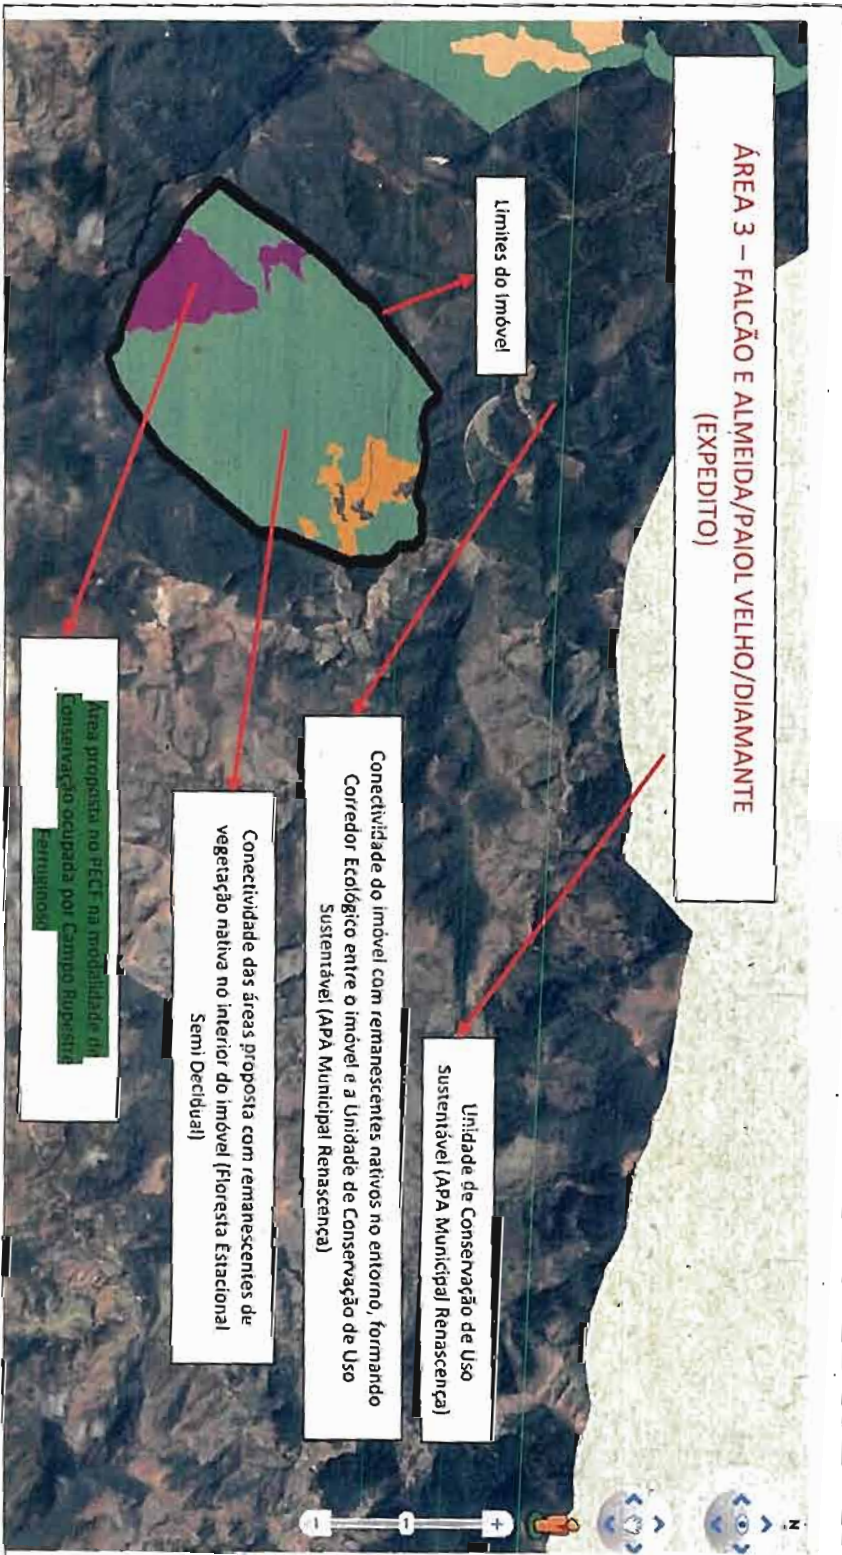 ÁREA 3 – FALCÃO E ALMEIDA/PAIOL VELHO/DIAMANTE
(EXPEDITO)
Limites do imóvel
Unidade de Conservação de Uso
Sustentável (APA Municipal Renascença)
Conectividade do imóvel com remanescentes nativos no entorno, formando
Corredor Ecológico entre o imóvel e a Unidade de Conservação de Uso
Sustentável (APA Municipal Renascença)
Conectividade das áreas proposta com remanescentes de
vegetação nativa no interior do imóvel (Floresta Estacional
Semi Decidual)
Área proposta no PECF na modalidade de
Conservação ocupada por Campo Rupestre
Ferruginoso
N